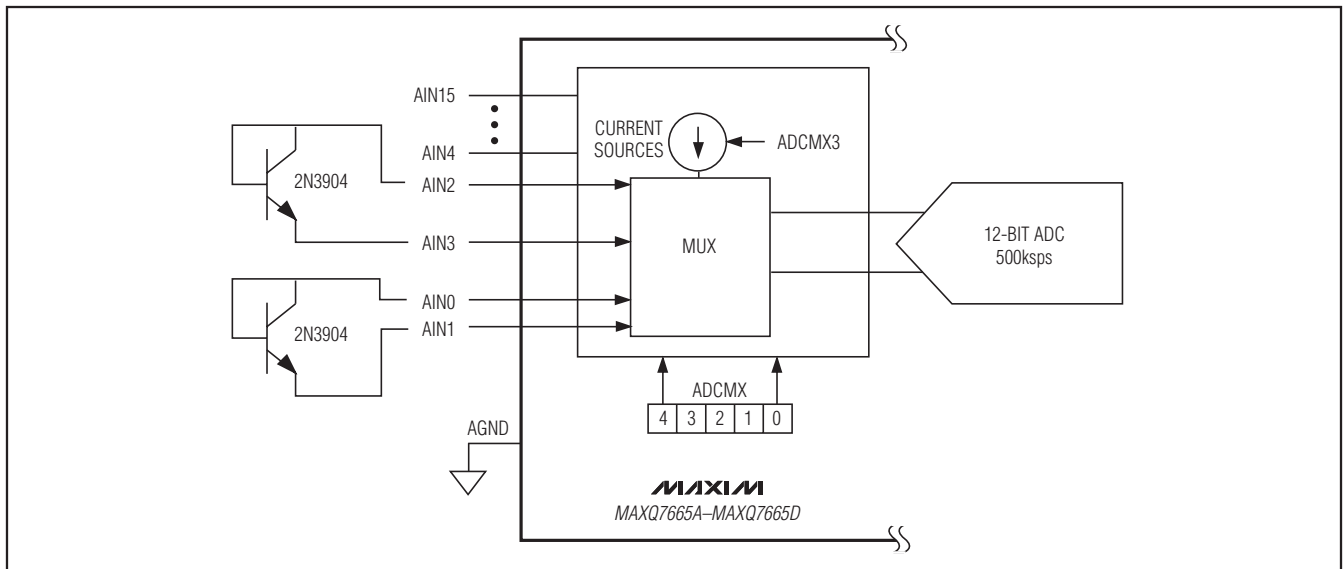 AIN15
CURRENT
SOURCES
ADCMX3
AIN4
2N3904
AIN2
AIN3
MUX
12-BIT ADC
500ksps
AIN0
2N3904
AIN1
ADCMX
4 3 2 1 0
AGND
MAXIM
MAXQ7665A–MAXQ7665D